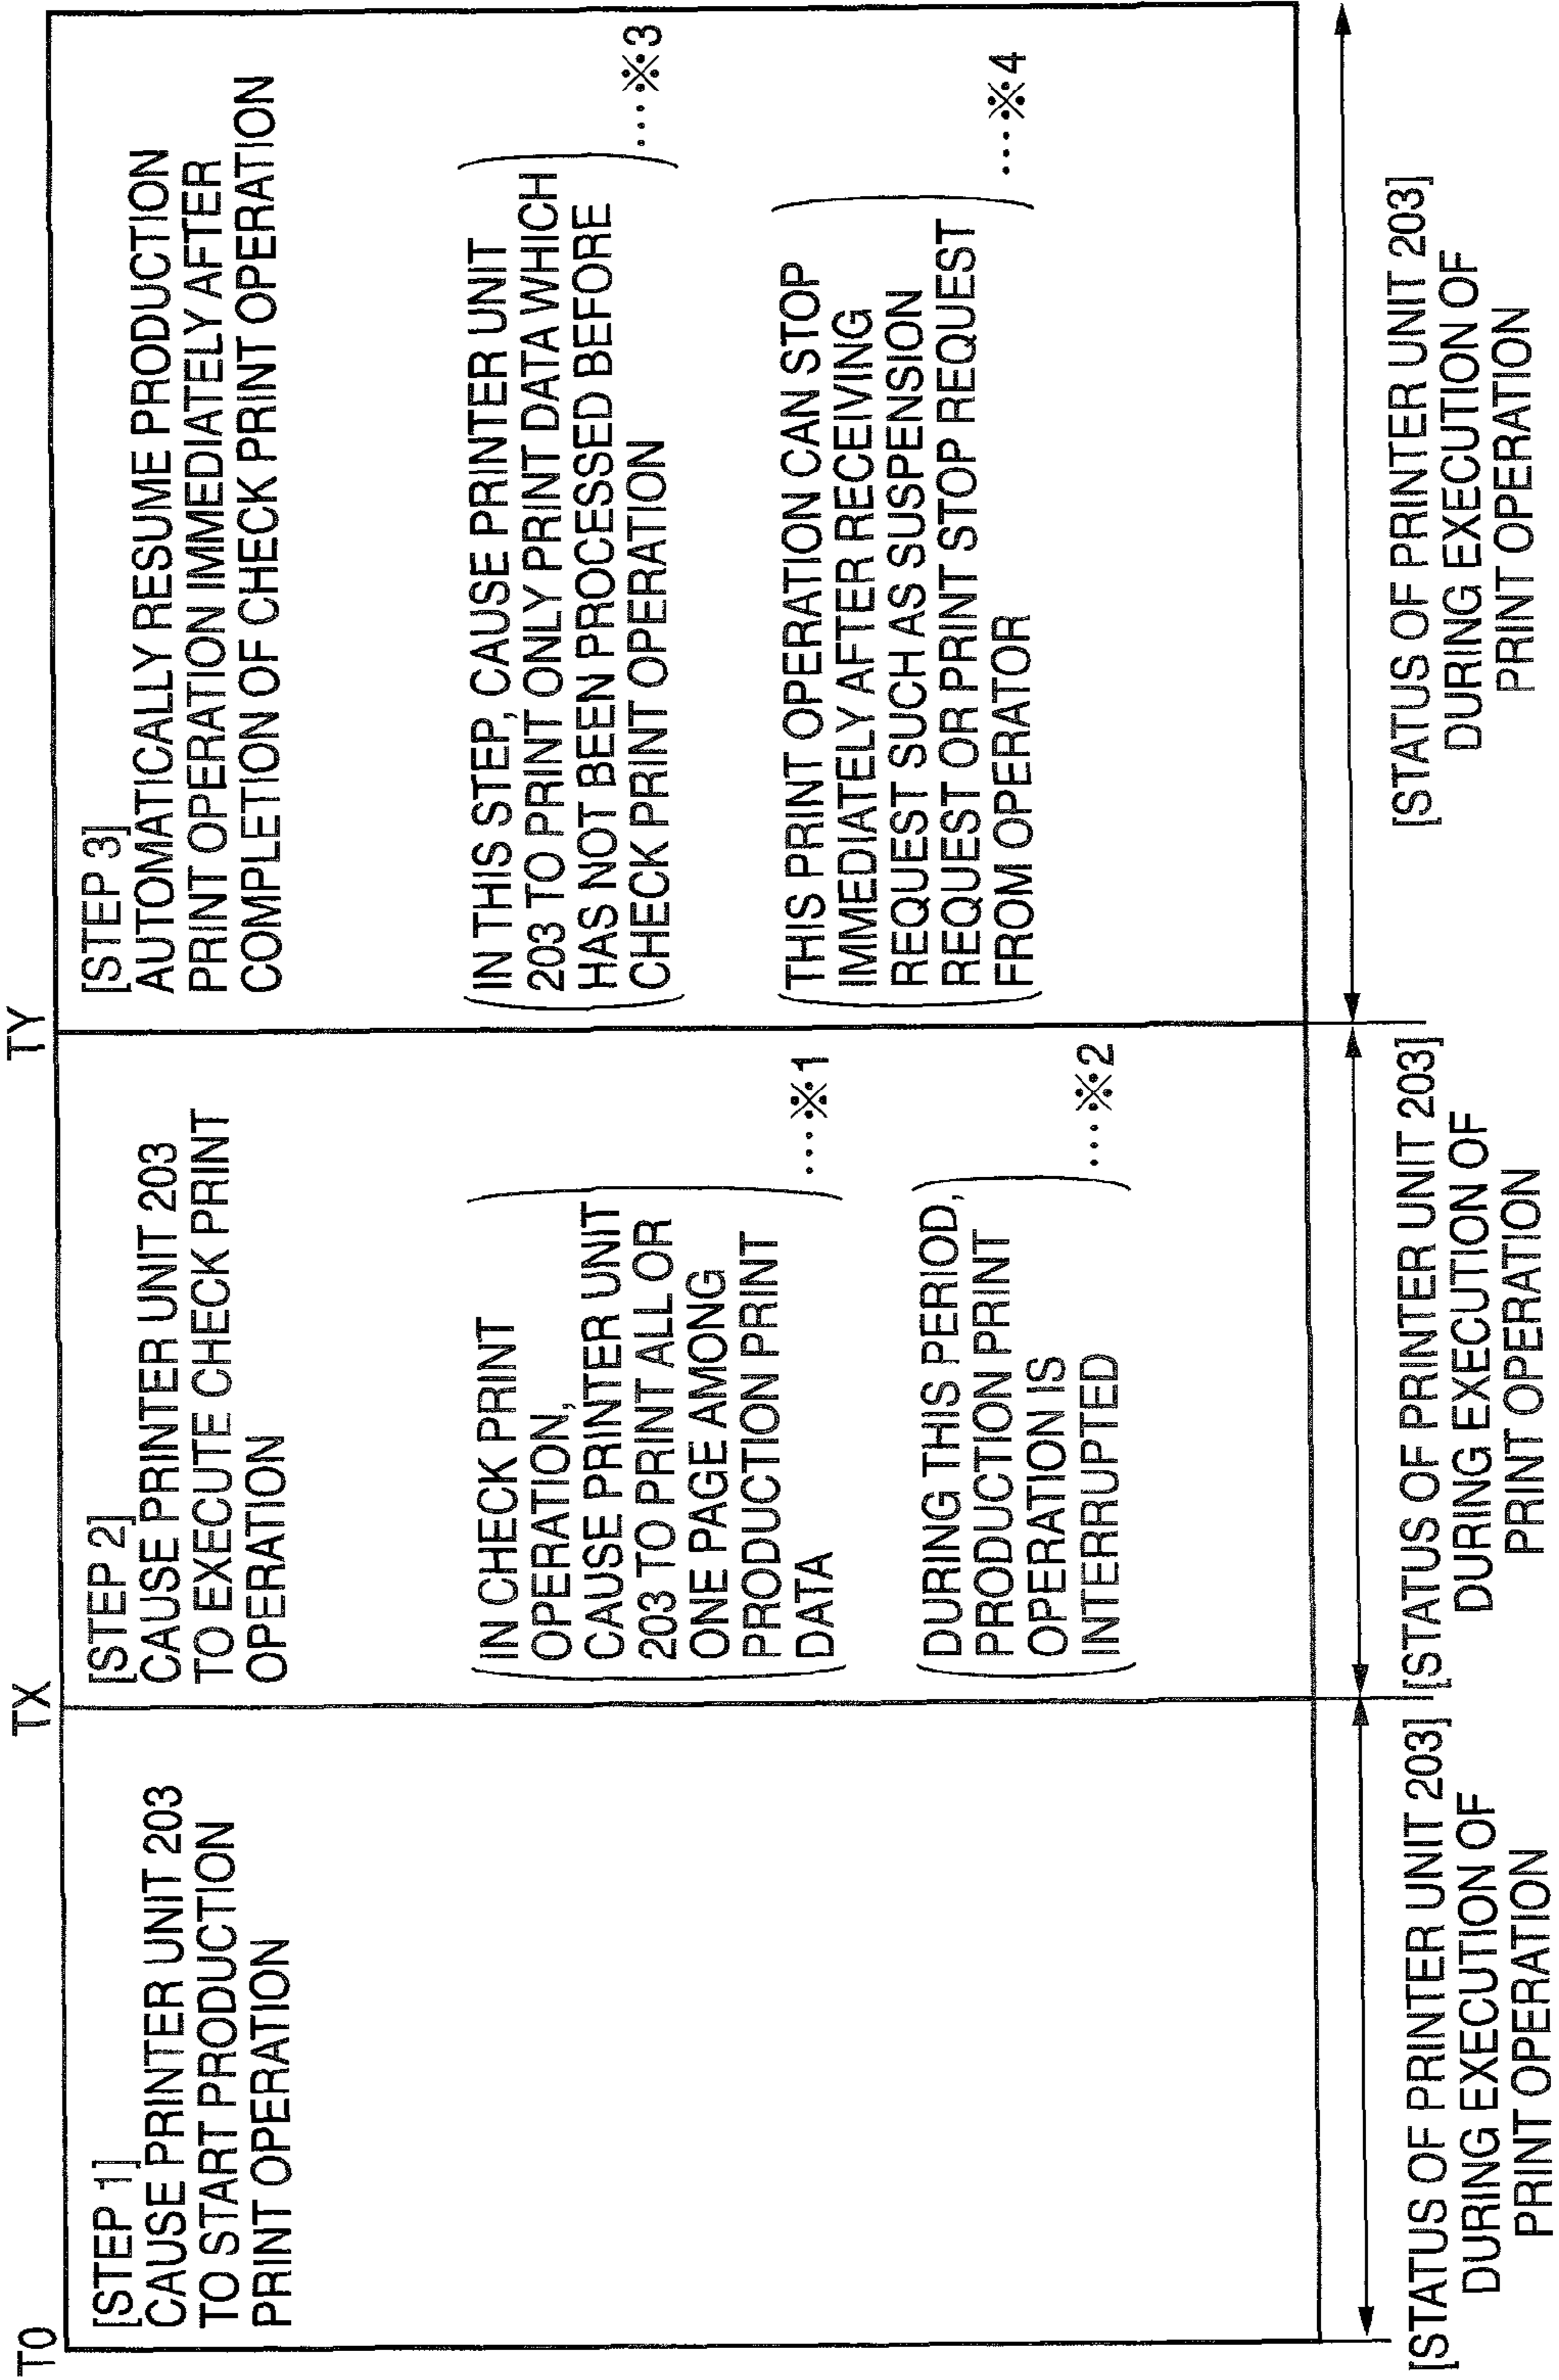 T0
TX
TY
[STEP 1]
CAUSE PRINTER UNIT 203
TO START PRODUCTION
PRINT OPERATION
[STEP 2]
CAUSE PRINTER UNIT 203
TO EXECUTE CHECK PRINT
OPERATION
IN CHECK PRINT
OPERATION,
CAUSE PRINTER UNIT
203 TO PRINT ALL OR
ONE PAGE AMONG
PRODUCTION PRINT
DATA
...※1
DURING THIS PERIOD,
PRODUCTION PRINT
OPERATION IS
INTERRUPTED
...※2
[STEP 3]
AUTOMATICALLY RESUME PRODUCTION
PRINT OPERATION IMMEDIATELY AFTER
COMPLETION OF CHECK PRINT OPERATION
IN THIS STEP, CAUSE PRINTER UNIT
203 TO PRINT ONLY PRINT DATA WHICH
HAS NOT BEEN PROCESSED BEFORE
CHECK PRINT OPERATION
...※3
THIS PRINT OPERATION CAN STOP
IMMEDIATELY AFTER RECEIVING
REQUEST SUCH AS SUSPENSION
REQUEST OR PRINT STOP REQUEST
FROM OPERATOR
...※4
[STATUS OF PRINTER UNIT 203]
DURING EXECUTION OF
PRINT OPERATION
[STATUS OF PRINTER UNIT 203]
DURING EXECUTION OF
PRINT OPERATION
[STATUS OF PRINTER UNIT 203]
DURING EXECUTION OF
PRINT OPERATION